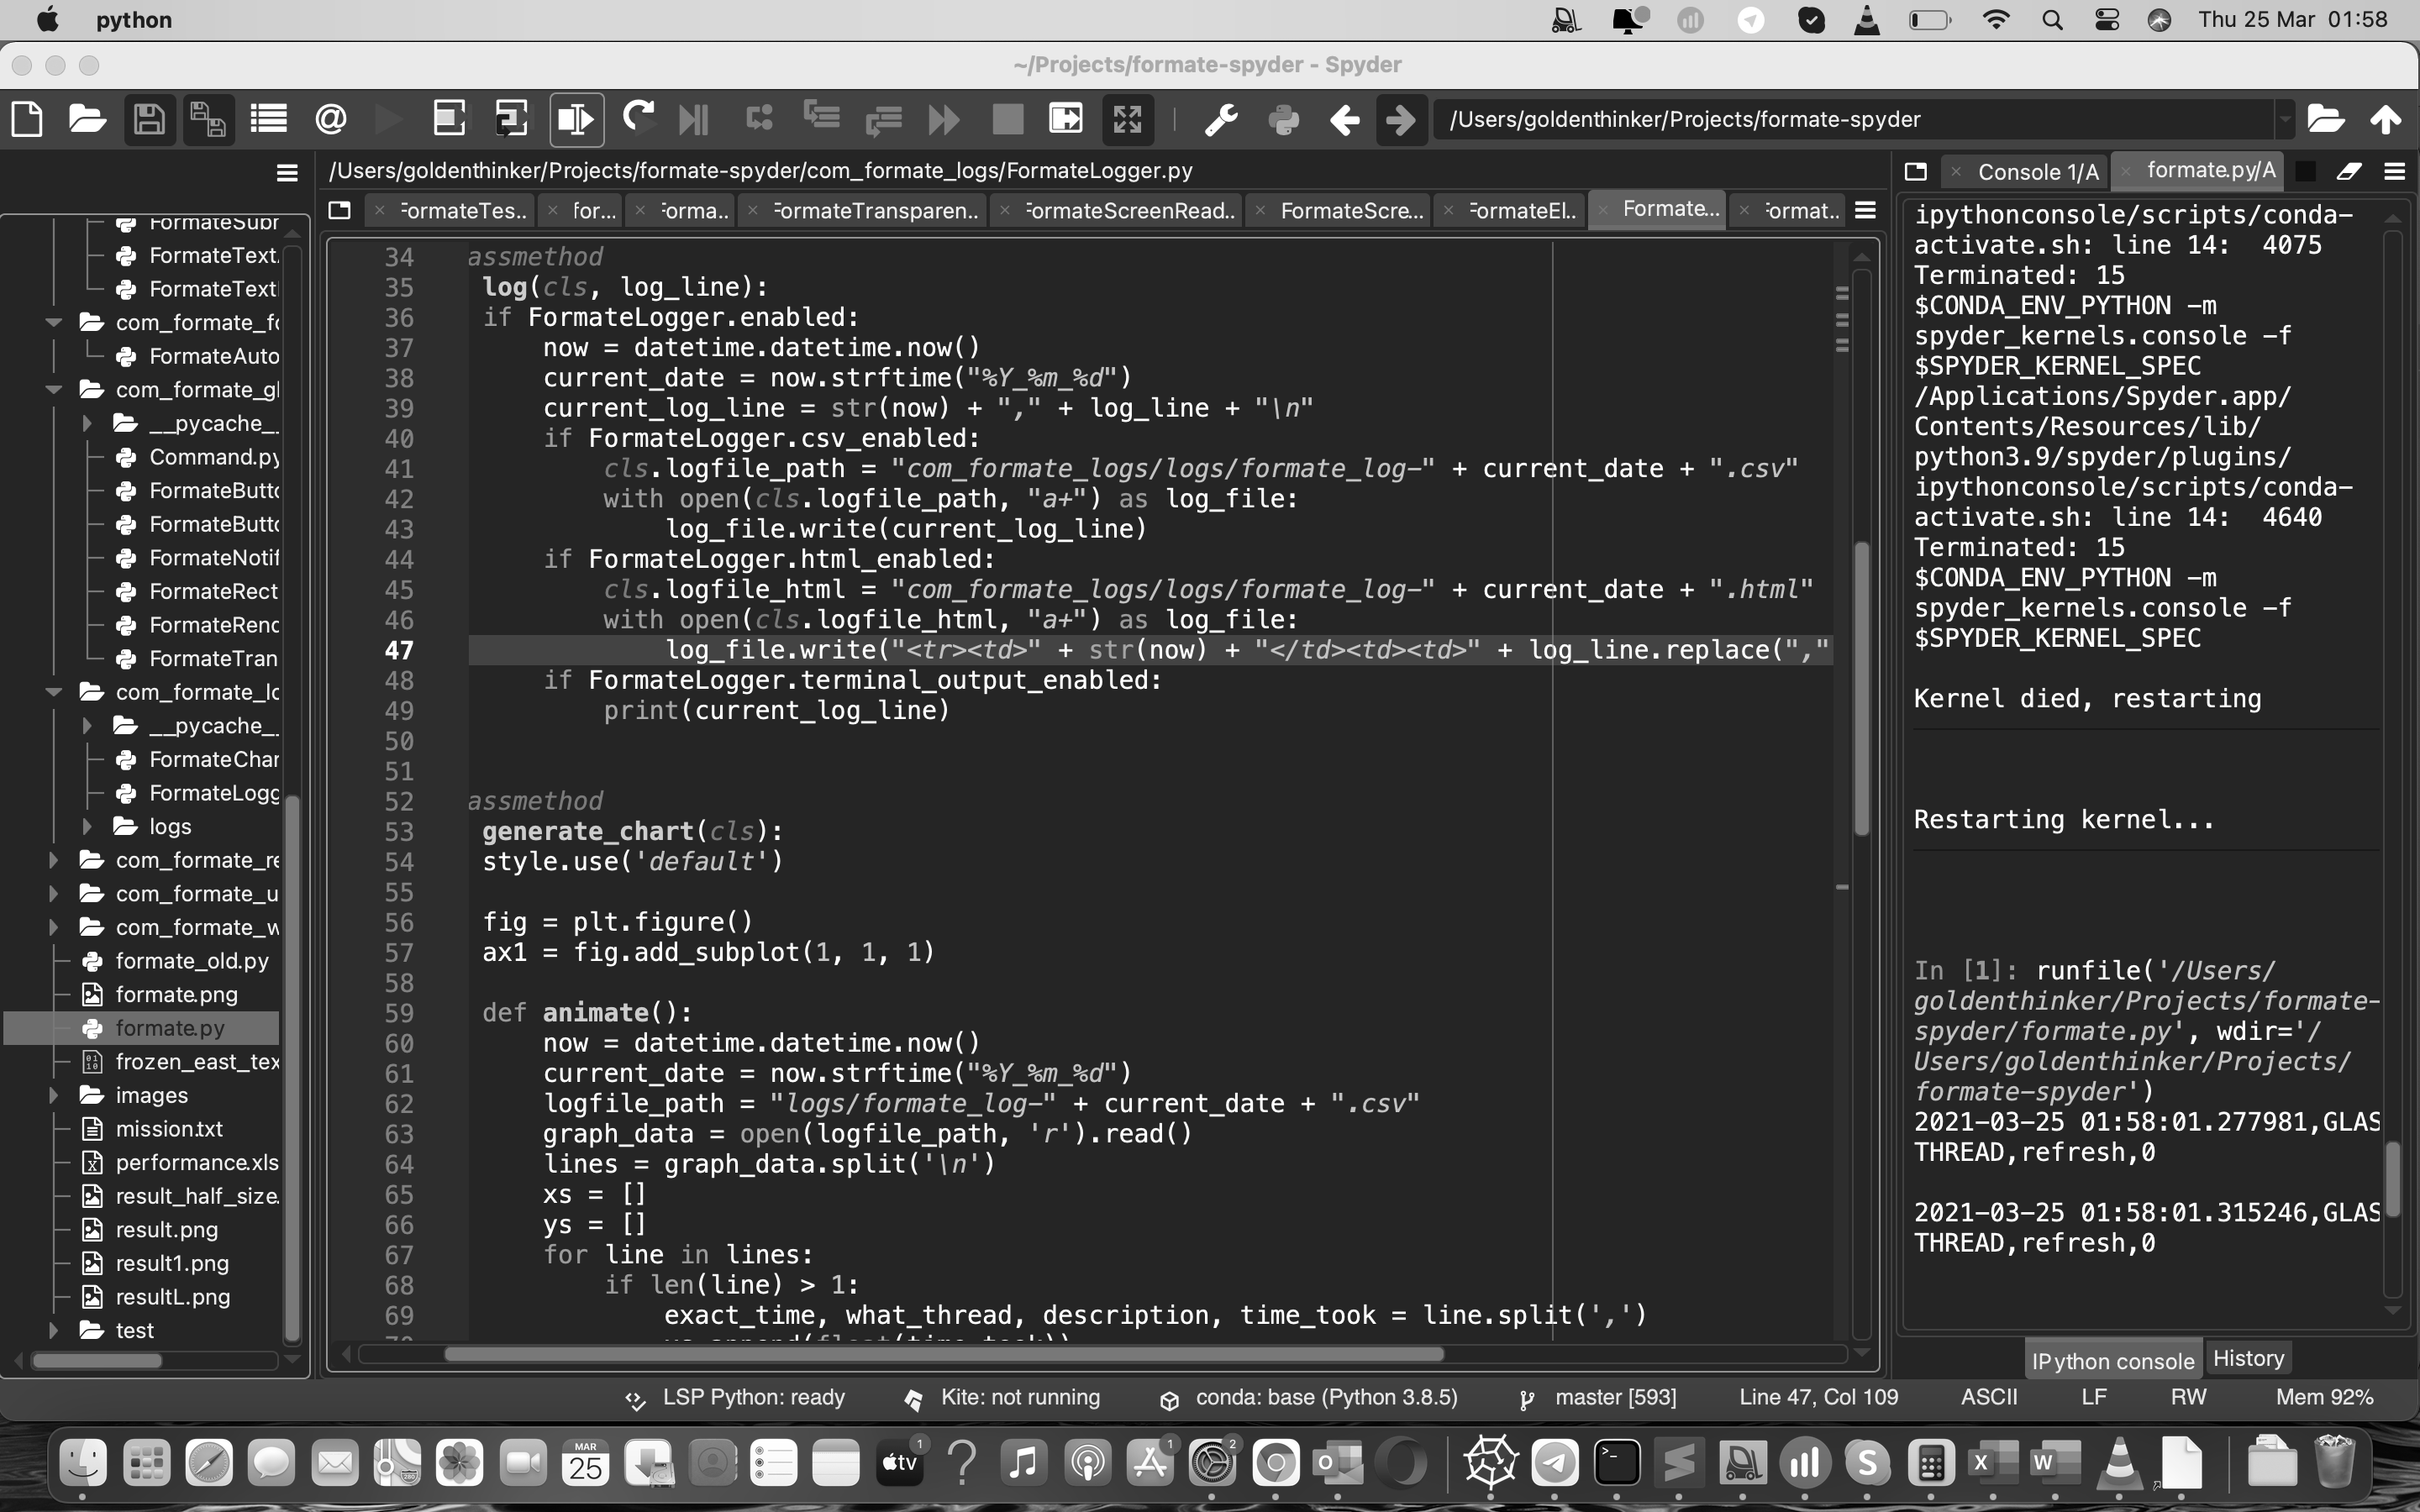 python
Thu 25 Mar 01:58
~/Projects/formate-spyder - Spyder
/Users/goldenthinker/Projects/formate-spyder
/Users/goldenthinker/Projects/formate-spyder/com_formate_logs/FormateLogger.py
Console 1/A
formate.py/A
FormateTes..
for...
Forma..
FormateTransparen..
FormateScreenRead..
FormateScre...
FormateEl..
Formate...
Format..
FormateSubr
FormateText.
FormateText
com_formate_fo
FormateAuto
com_formate_gl
__pycache_
Command.py
FormateButto
FormateButto
FormateNotif
FormateRect
FormateRend
FormateTran
com_formate_lo
__pycache_
FormateChar
FormateLogg
logs
com_formate_re
com_formate_u
com_formate_w
formate_old.py
formate.png
formate.py
frozen_east_tex
images
mission.txt
performance.xls
result_half_size.
result.png
result1.png
resultL.png
test
34 assmethod
35 log(cls, log_line):
36 if FormateLogger.enabled:
37 now = datetime.datetime.now()
38 current_date = now.strftime("%Y_%m_%d")
39 current_log_line = str(now) + "," + log_line + "\n"
40 if FormateLogger.csv_enabled:
41 cls.logfile_path = "com_formate_logs/logs/formate_log-" + current_date + ".csv"
42 with open(cls.logfile_path, "a+") as log_file:
43 log_file.write(current_log_line)
44 if FormateLogger.html_enabled:
45 cls.logfile_html = "com_formate_logs/logs/formate_log-" + current_date + ".html"
46 with open(cls.logfile_html, "a+") as log_file:
47 log_file.write("<tr><td>" + str(now) + "</td><td><td>" + log_line.replace(","
48 if FormateLogger.terminal_output_enabled:
49 print(current_log_line)
50
51
52 assmethod
53 generate_chart(cls):
54 style.use('default')
55
56 fig = plt.figure()
57 ax1 = fig.add_subplot(1, 1, 1)
58
59 def animate():
60 now = datetime.datetime.now()
61 current_date = now.strftime("%Y_%m_%d")
62 logfile_path = "logs/formate_log-" + current_date + ".csv"
63 graph_data = open(logfile_path, 'r').read()
64 lines = graph_data.split('\n')
65 xs = []
66 ys = []
67 for line in lines:
68 if len(line) > 1:
69 exact_time, what_thread, description, time_took = line.split(',')
ipythonconsole/scripts/conda-
activate.sh: line 14:  4075
Terminated: 15
$CONDA_ENV_PYTHON -m
spyder_kernels.console -f
$SPYDER_KERNEL_SPEC
/Applications/Spyder.app/
Contents/Resources/lib/
python3.9/spyder/plugins/
ipythonconsole/scripts/conda-
activate.sh: line 14:  4640
Terminated: 15
$CONDA_ENV_PYTHON -m
spyder_kernels.console -f
$SPYDER_KERNEL_SPEC
Kernel died, restarting
Restarting kernel...
In [1]: runfile('/Users/
goldenthinker/Projects/formate-
spyder/formate.py', wdir='/
Users/goldenthinker/Projects/
formate-spyder')
2021-03-25 01:58:01.277981,GLAS
THREAD,refresh,0
2021-03-25 01:58:01.315246,GLAS
THREAD,refresh,0
IPython console
History
LSP Python: ready
Kite: not running
conda: base (Python 3.8.5)
master [593]
Line 47, Col 109
ASCII
LF
RW
Mem 92%
MAR
25
tv
1
1
2